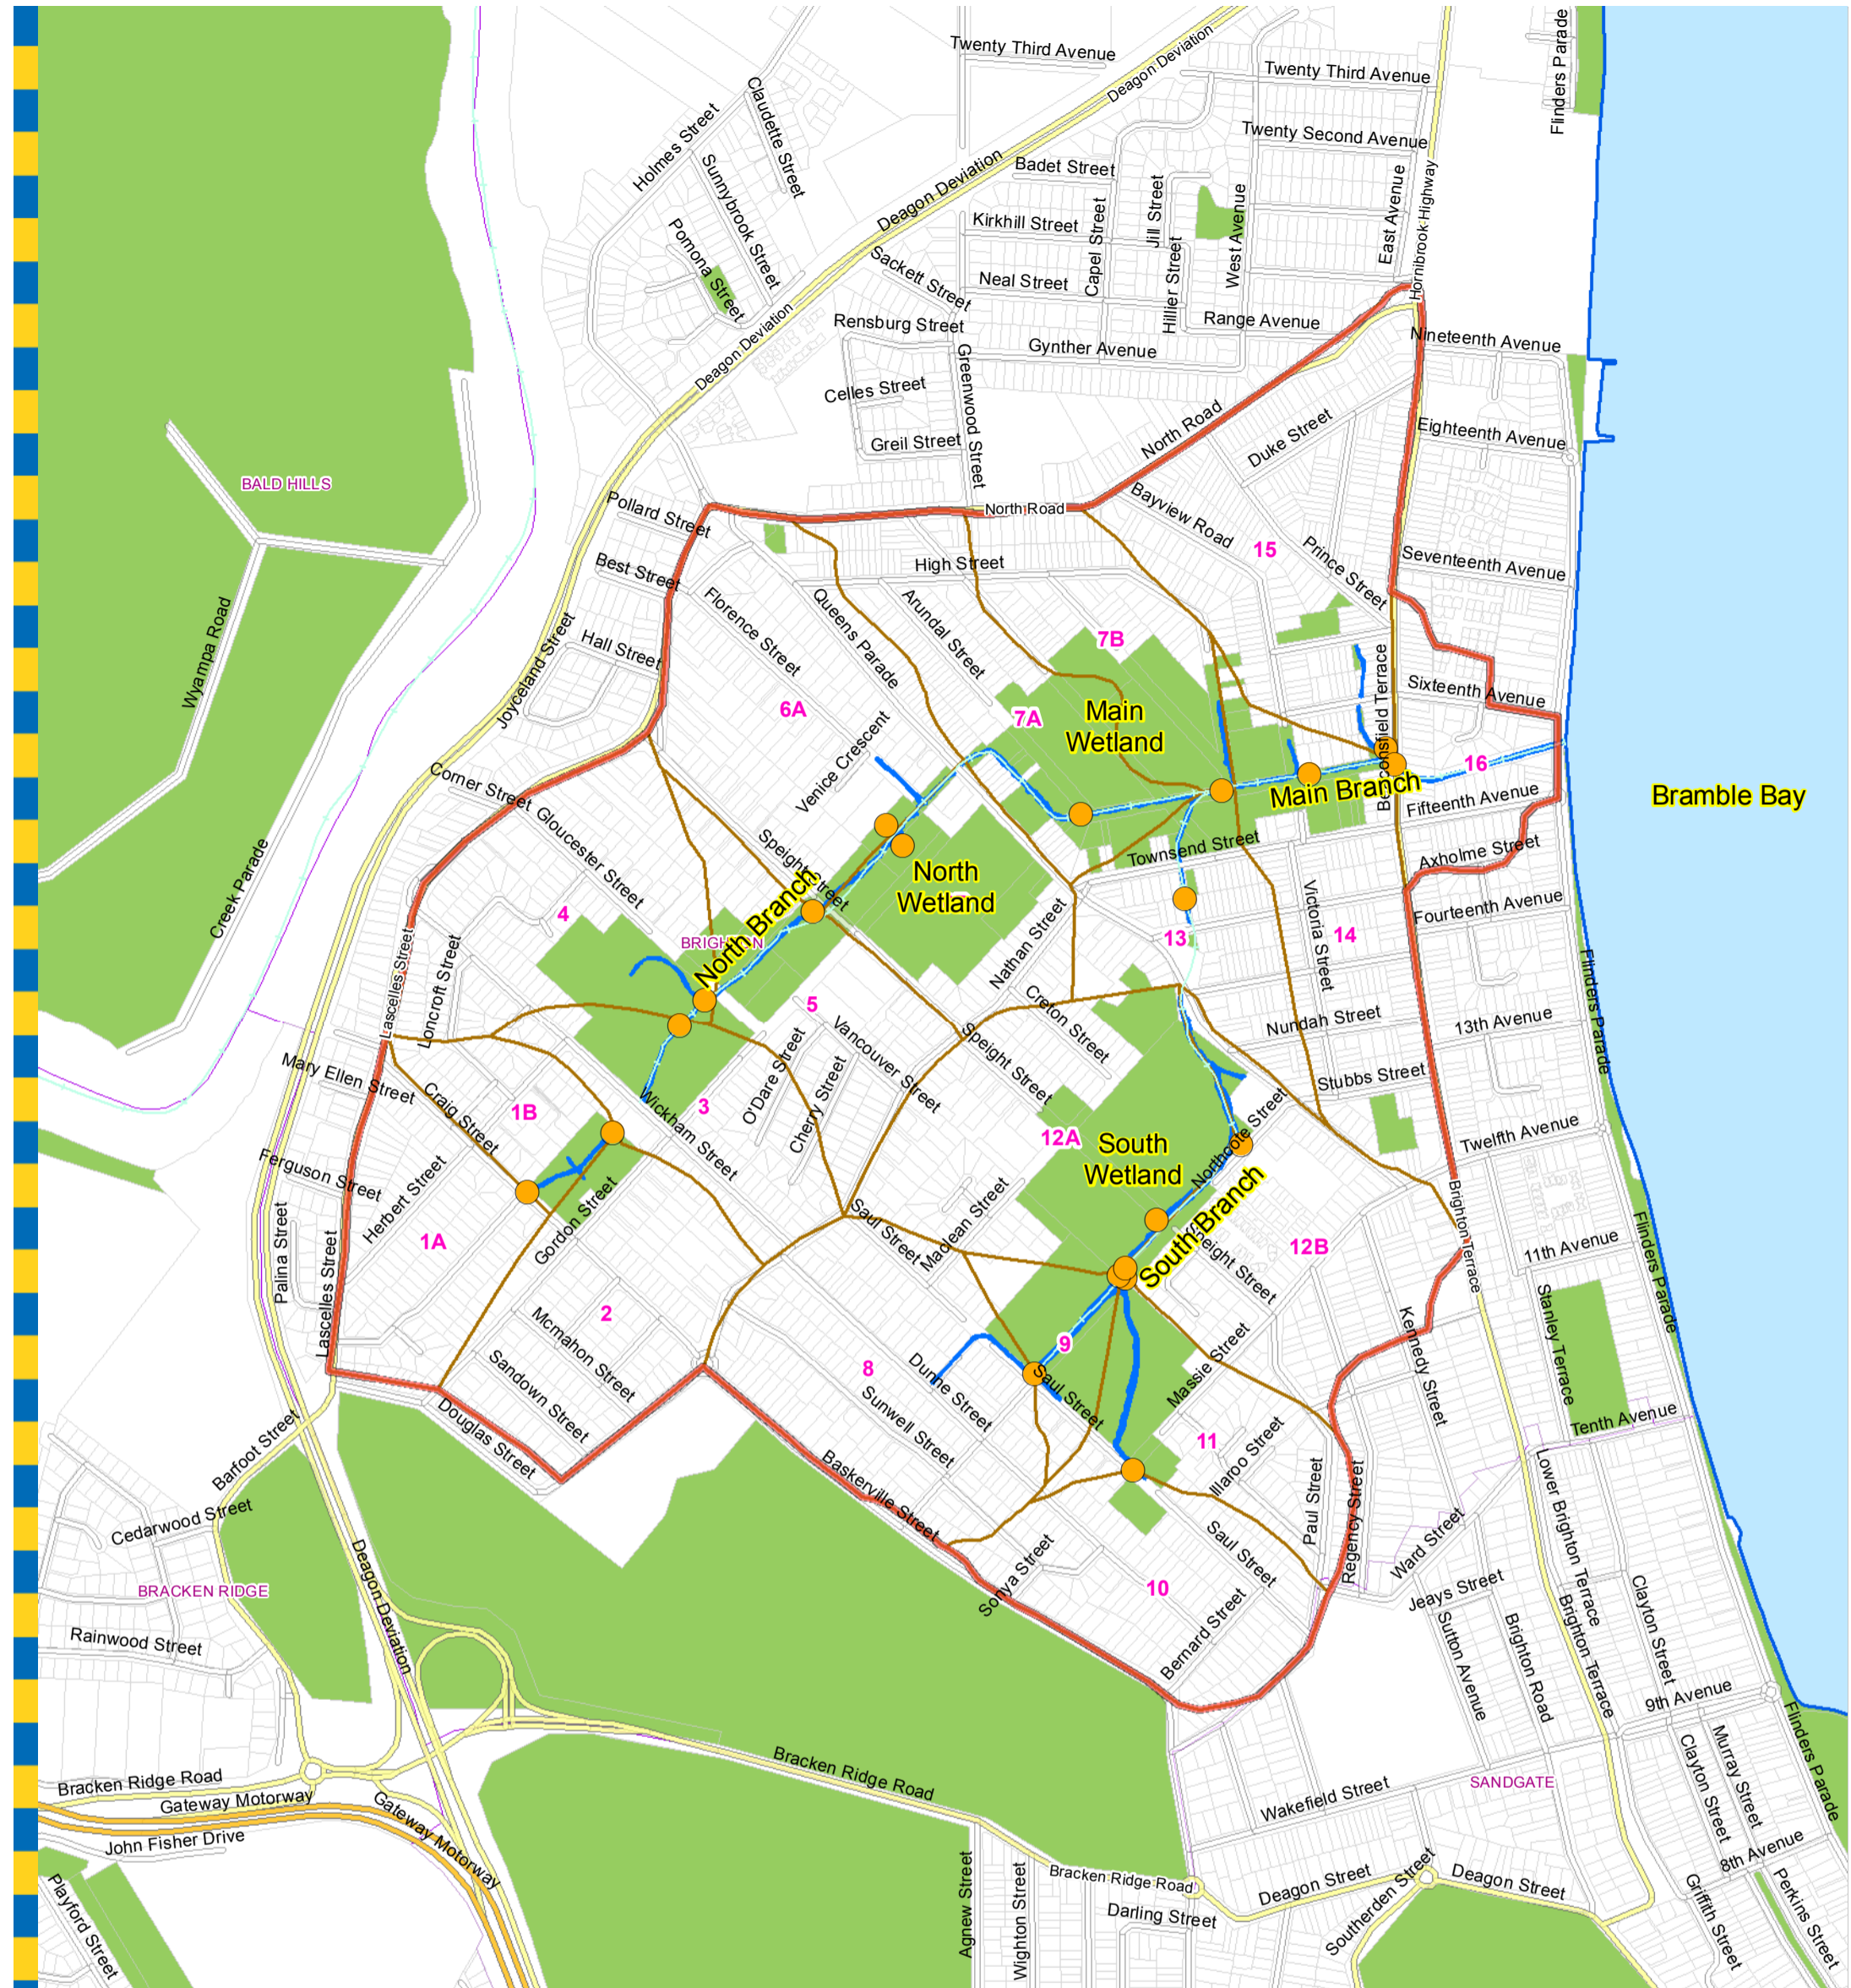 Twenty Third Avenue
Deagon Deviation
Twenty Third Avenue
Flinders Parade
Claudette Street
Holmes Street
Twenty Second Avenue
Sunnybrook Street
Deagon Deviation
Badet Street
Jill Street
East Avenue
Hornibrook Highway
Pomona Street
Kirkhill Street
Capel Street
West Avenue
Sackett Street
Neal Street
Hillier Street
Rensburg Street
Range Avenue
Nineteenth Avenue
Deagon Deviation
Gynther Avenue
Greenwood Street
Celles Street
North Road
Duke Street
Eighteenth Avenue
Greil Street
BALD HILLS
Pollard Street
North Road
Bayview Road
15
Prince Street
Seventeenth Avenue
Best Street
High Street
Wyampa Road
Florence Street
Queens Parade
Arundal Street
7B
Hall Street
Joyceland Street
Beaconsfield Terrace
Sixteenth Avenue
6A
7A
Main
Wetland
Venice Crescent
16
Main Branch
Fifteenth Avenue
Bramble Bay
Corner Street
Gloucester Street
Speight Street
Townsend Street
Axholme Street
North
Wetland
Creek Parade
4
North Branch
BRIGHTON
Nathan Street
13
Victoria Street
14
Fourteenth Avenue
Lascelles Street
Loncroft Street
5
Creton Street
Flinders Parade
Vancouver Street
Speight Street
Nundah Street
13th Avenue
Mary Ellen Street
Craig Street
1B
Wickham Street
3
O'Dare Street
Cherry Street
Stubbs Street
12A
South
Wetland
Northcote Street
Twelfth Avenue
Ferguson Street
Herbert Street
Brighton Terrace
Palina Street
1A
Gordon Street
Saul Street
Maclean Street
South Branch
Speight Street
12B
11th Avenue
Flinders Parade
Lascelles Street
2
Mcmahon Street
Sandown Street
8
Dunne Street
9
Saul Street
Massie Street
Kennedy Street
Stanley Terrace
Sunwell Street
Douglas Street
Barfoot Street
Baskerville Street
11
Illaroo Street
Paul Street
Regency Street
Tenth Avenue
Lower Brighton Terrace
Cedarwood Street
Deagon Deviation
Saul Street
Ward Street
BRACKEN RIDGE
Sonya Street
10
Jeays Street
Clayton Street
Rainwood Street
Bernard Street
Sutton Avenue
Brighton Road
Brighton Terrace
9th Avenue
Flinders Parade
Bracken Ridge Road
Bracken Ridge Road
Gateway Motorway
Gateway Motorway
John Fisher Drive
Wakefield Street
SANDGATE
Clayton Street
Murray Street
8th Avenue
Playford Street
Agnew Street
Wighton Street
Bracken Ridge Road
Darling Street
Deagon Street
Southerden Street
Deagon Street
Griffith Street
Perkins Street